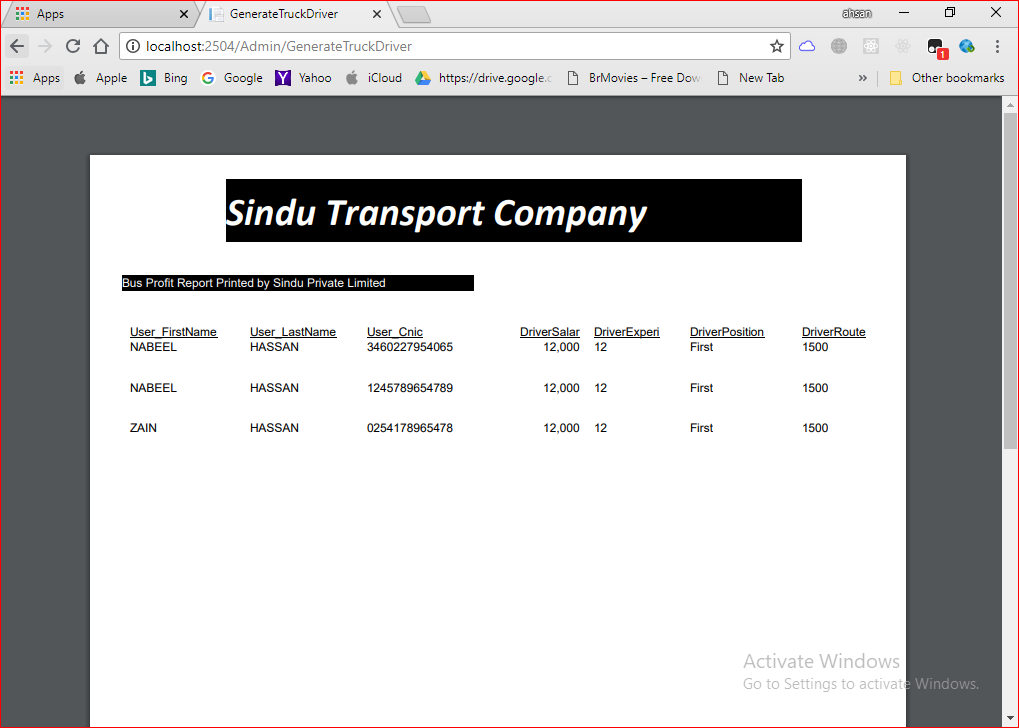 Apps
GenerateTruckDriver
ahsan
localhost:2504/Admin/GenerateTruckDriver
1
Apps Apple Bing Google Yahoo iCloud https://drive.google.c BrMovies – Free Dow New Tab » Other bookmarks
Sindu Transport Company
Bus Profit Report Printed by Sindu Private Limited
User_FirstName User_LastName User_Cnic DriverSalar DriverExperi DriverPosition DriverRoute
NABEEL HASSAN 3460227954065 12,000 12 First 1500
NABEEL HASSAN 1245789654789 12,000 12 First 1500
ZAIN HASSAN 0254178965478 12,000 12 First 1500
Activate Windows
Go to Settings to activate Windows.